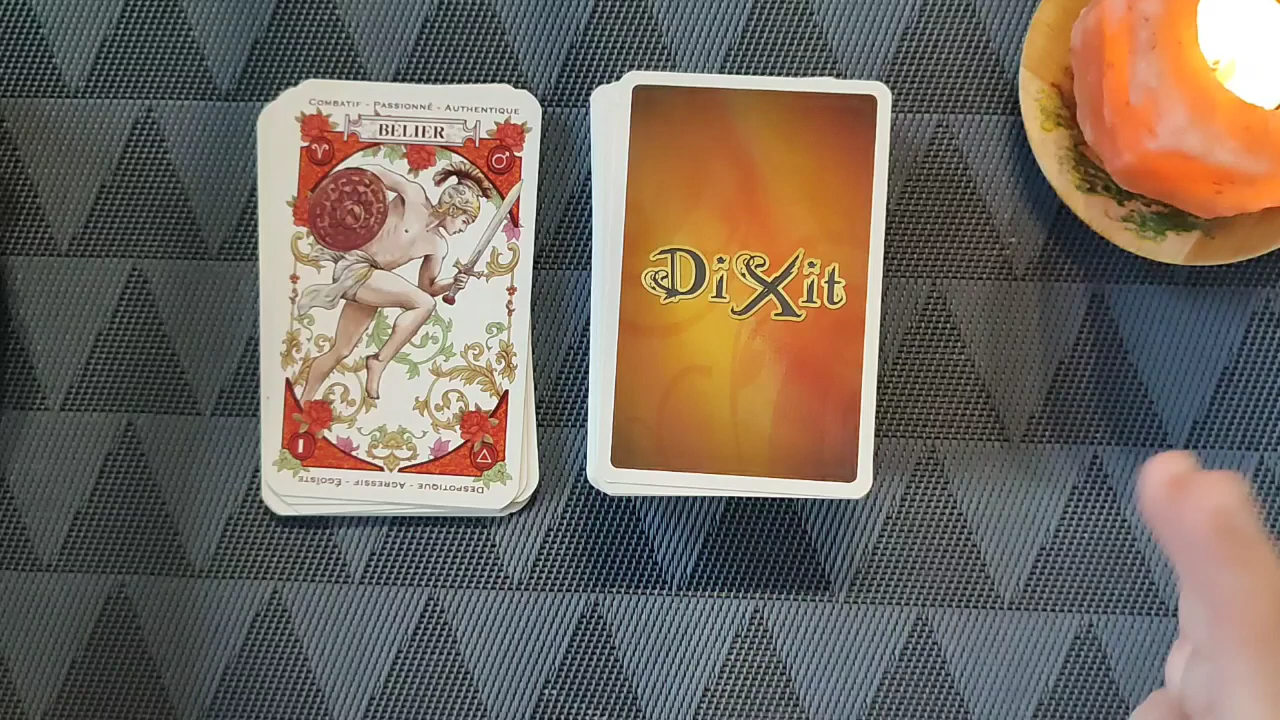 COMBATIF - PASSIONNÉ - AUTHENTIQUE
BÉLIER
I
DESPOTIQUE - AGRESSIF - ÉGOÏSTE
DiXit